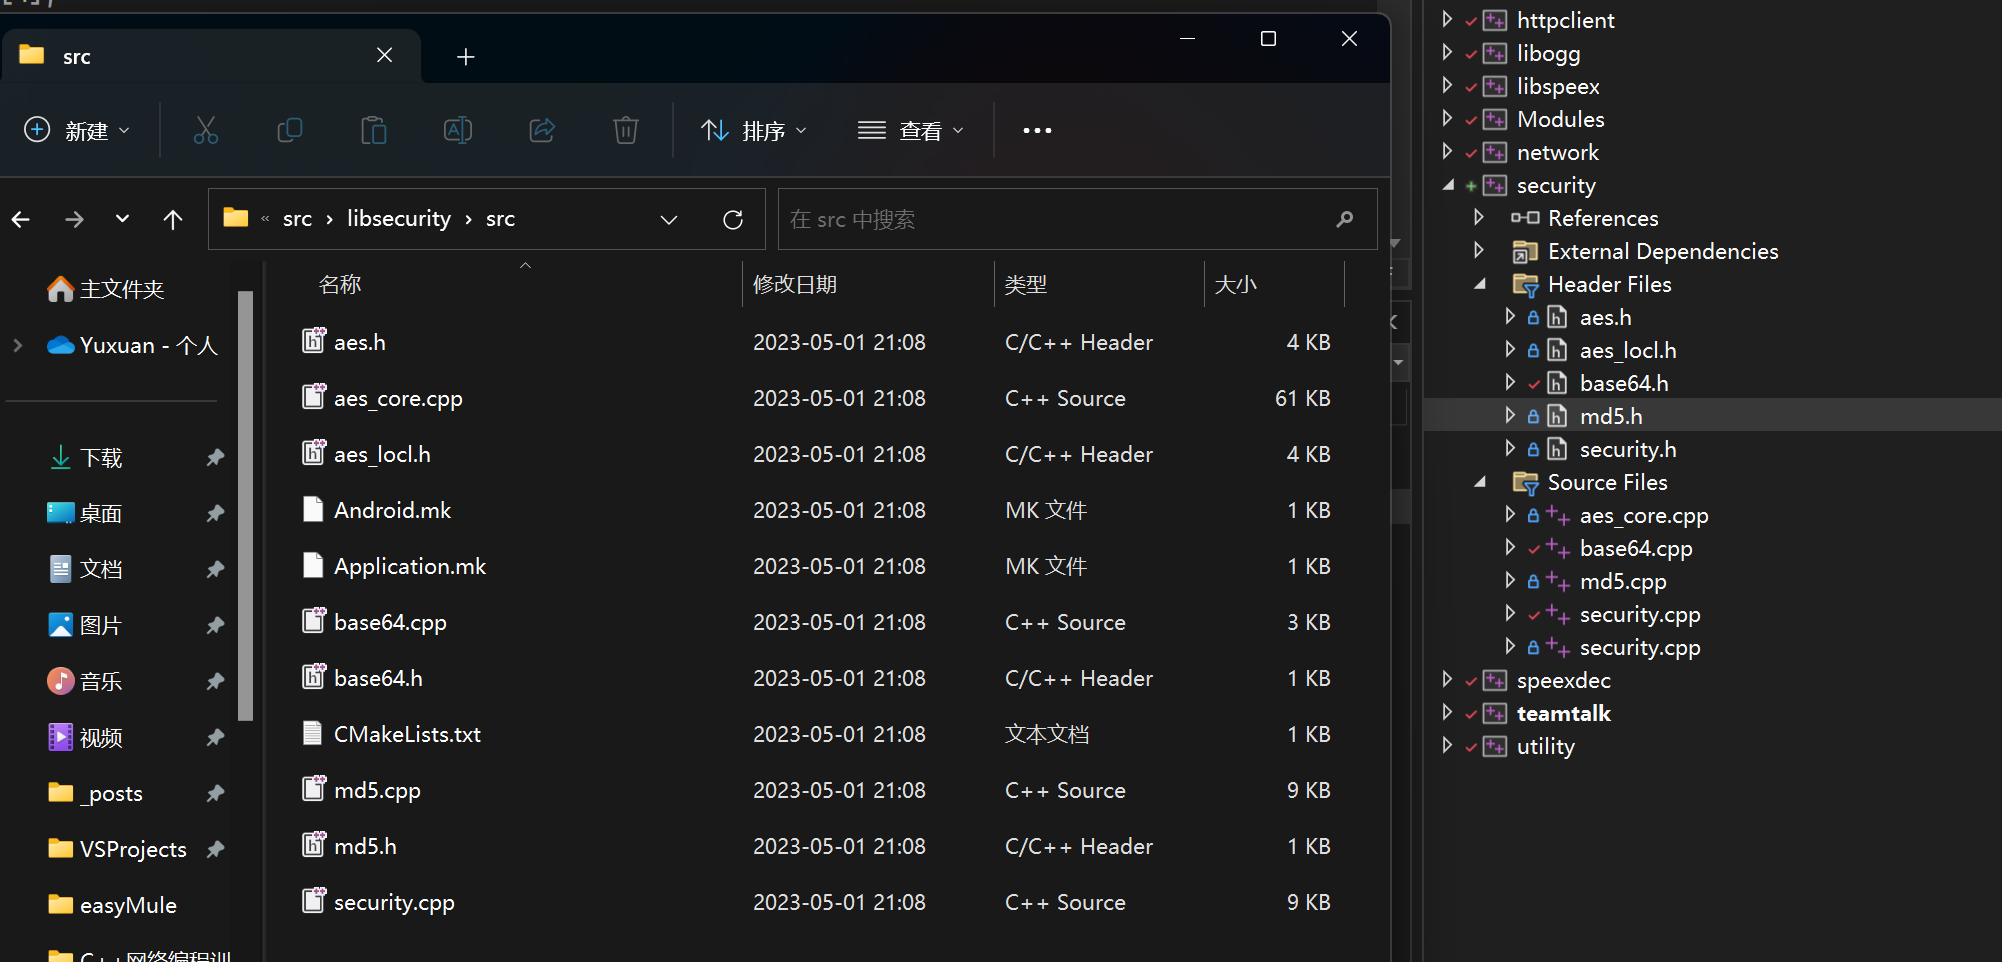 src
新建
排序
查看
« src › libsecurity › src
在 src 中搜索
主文件夹
Yuxuan - 个人
下载
桌面
文档
图片
音乐
视频
_posts
VSProjects
easyMule
C++网络编程训
名称 修改日期 类型 大小
aes.h 2023-05-01 21:08 C/C++ Header 4 KB
aes_core.cpp 2023-05-01 21:08 C++ Source 61 KB
aes_locl.h 2023-05-01 21:08 C/C++ Header 4 KB
Android.mk 2023-05-01 21:08 MK 文件 1 KB
Application.mk 2023-05-01 21:08 MK 文件 1 KB
base64.cpp 2023-05-01 21:08 C++ Source 3 KB
base64.h 2023-05-01 21:08 C/C++ Header 1 KB
CMakeLists.txt 2023-05-01 21:08 文本文档 1 KB
md5.cpp 2023-05-01 21:08 C++ Source 9 KB
md5.h 2023-05-01 21:08 C/C++ Header 1 KB
security.cpp 2023-05-01 21:08 C++ Source 9 KB
httpclient
libogg
libspeex
Modules
network
security
References
External Dependencies
Header Files
aes.h
aes_locl.h
base64.h
md5.h
security.h
Source Files
aes_core.cpp
base64.cpp
md5.cpp
security.cpp
security.cpp
speexdec
teamtalk
utility